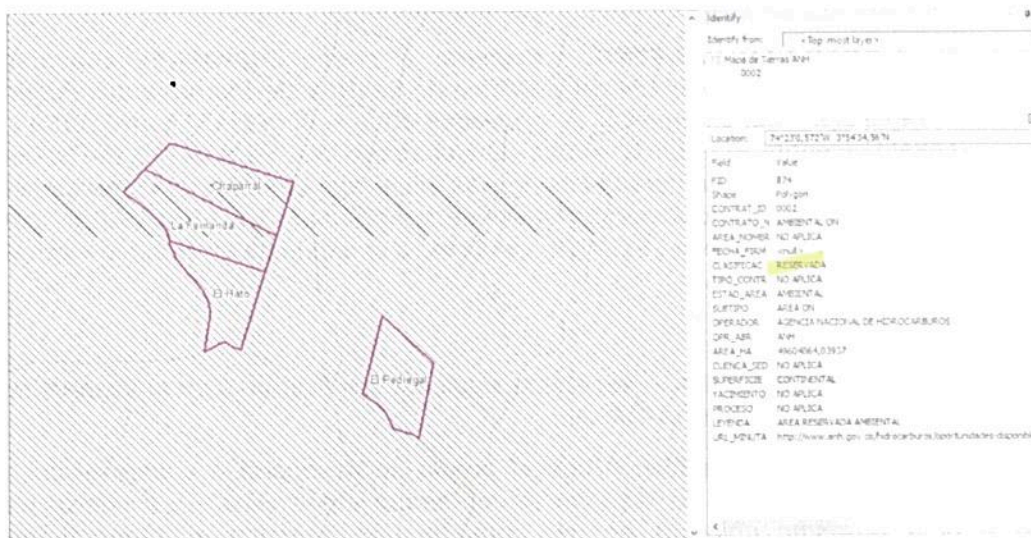 Chaparral
La Fernanda
El Hato
El Pedregal
Identify
Identify from: <Top-most layer>
Mapa de Tierras ANH
0002
Location:
Field Value
FID 874
Shape Polygon
CONTRAT_ID 0002
CONTRATO_N AMBIENTAL ON
AREA_NOMBR NO APLICA
FECHA_FIRM <null>
CLASIFICAC RESERVADA
TIPO_CONTR NO APLICA
ESTAD_AREA AMBIENTAL
SUBTIPO AREA ON
OPERADOR AGENCIA NACIONAL DE HIDROCARBUROS
OPR_ABR ANH
AREA_HA
CUENCA_SED NO APLICA
SUPERFICIE CONTINENTAL
YACIMIENTO NO APLICA
PROCESO NO APLICA
LEYENDA AREA RESERVADA AMBIENTAL
URL_MINUTA